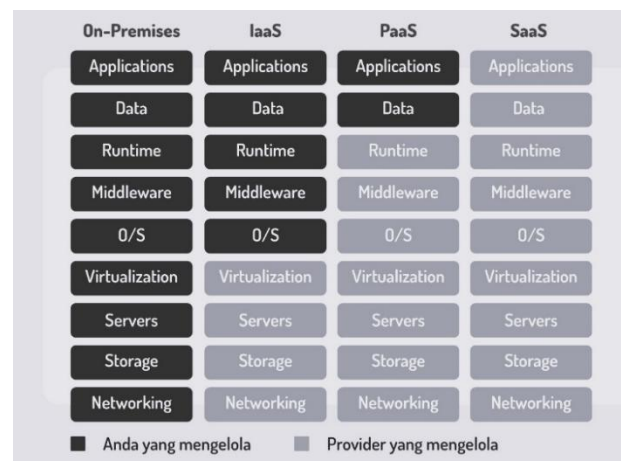 On-Premises IaaS PaaS SaaS
Applications Applications Applications Applications
Data Data Data Data
Runtime Runtime Runtime Runtime
Middleware Middleware Middleware Middleware
O/S O/S O/S O/S
Virtualization Virtualization Virtualization Virtualization
Servers Servers Servers Servers
Storage Storage Storage Storage
Networking Networking Networking Networking
Anda yang mengelola Provider yang mengelola